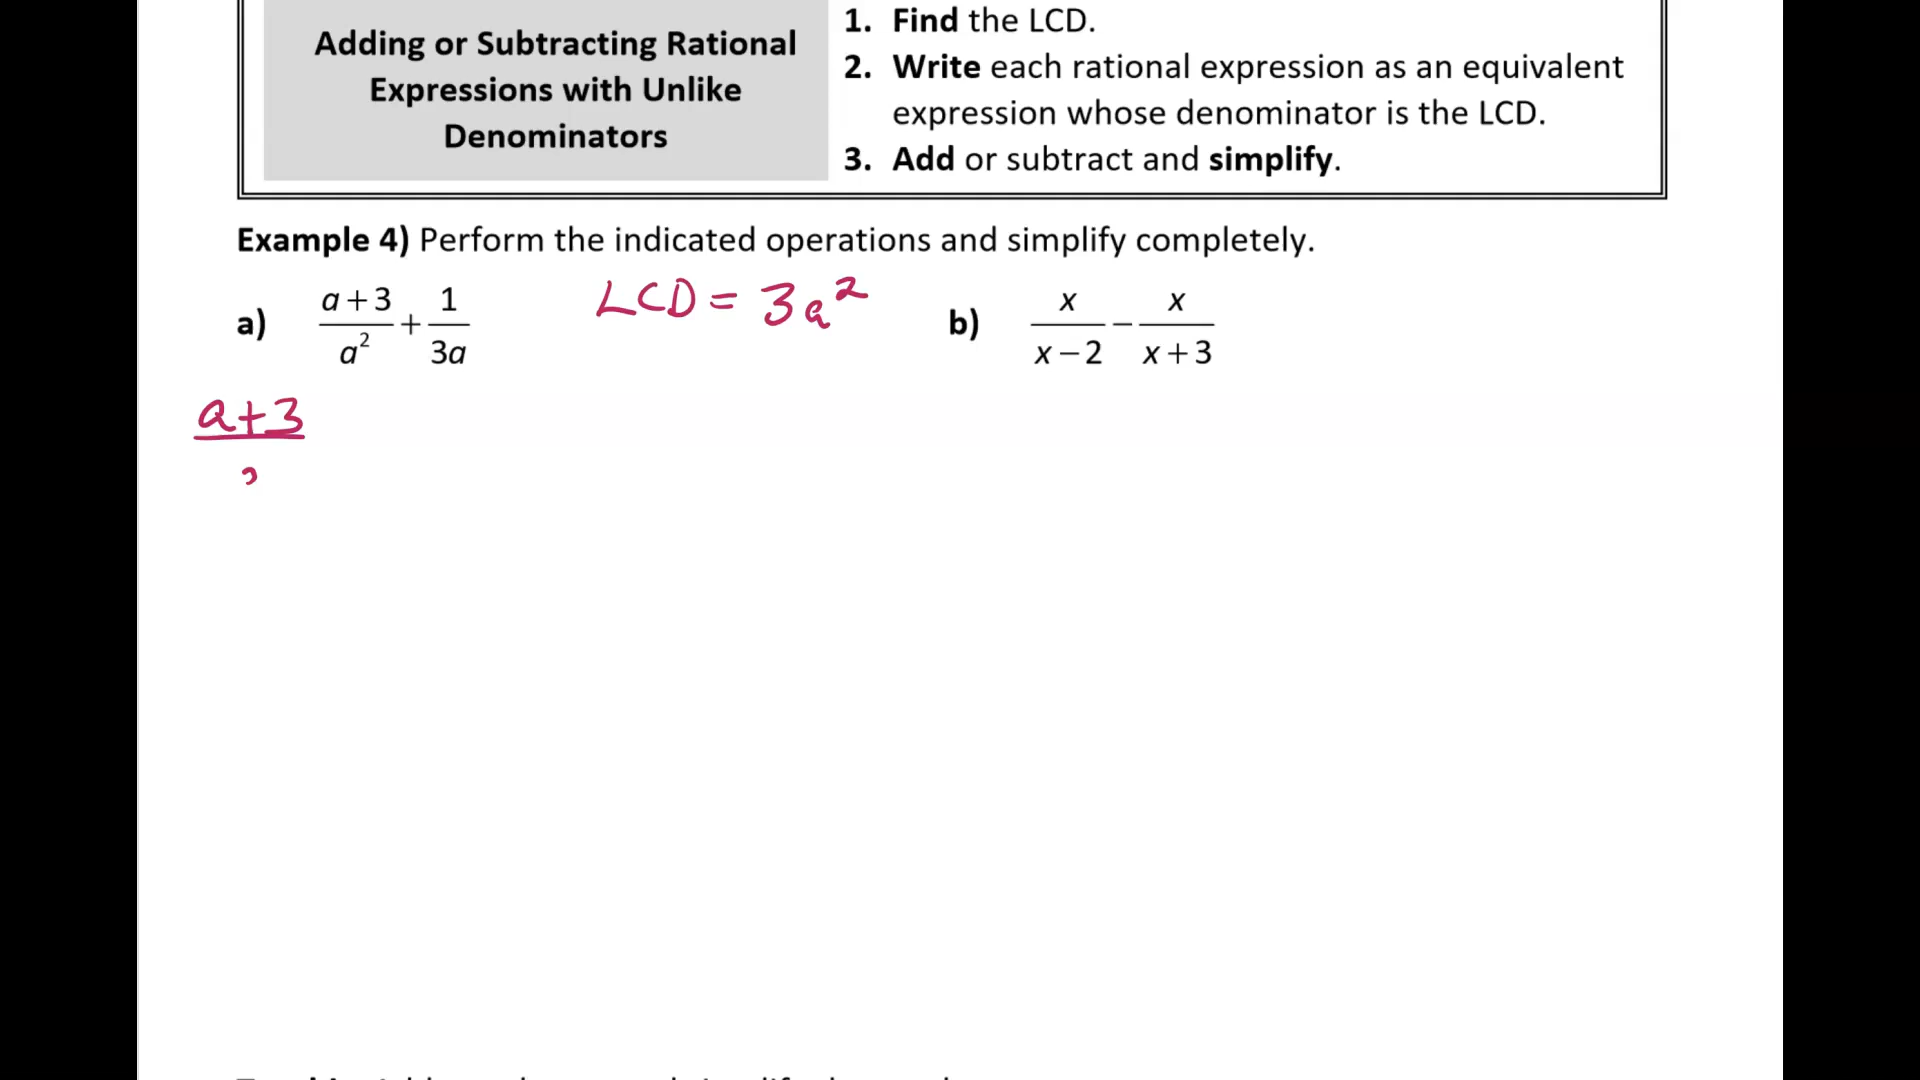 Adding or Subtracting Rational
Expressions with Unlike
Denominators
1. Find the LCD.
2. Write each rational expression as an equivalent
expression whose denominator is the LCD.
3. Add or subtract and simplify.
Example 4) Perform the indicated operations and simplify completely.
a) (a+3)/a² + 1/(3a)
LCD = 3a²
b) x/(x−2) − x/(x+3)
a+3